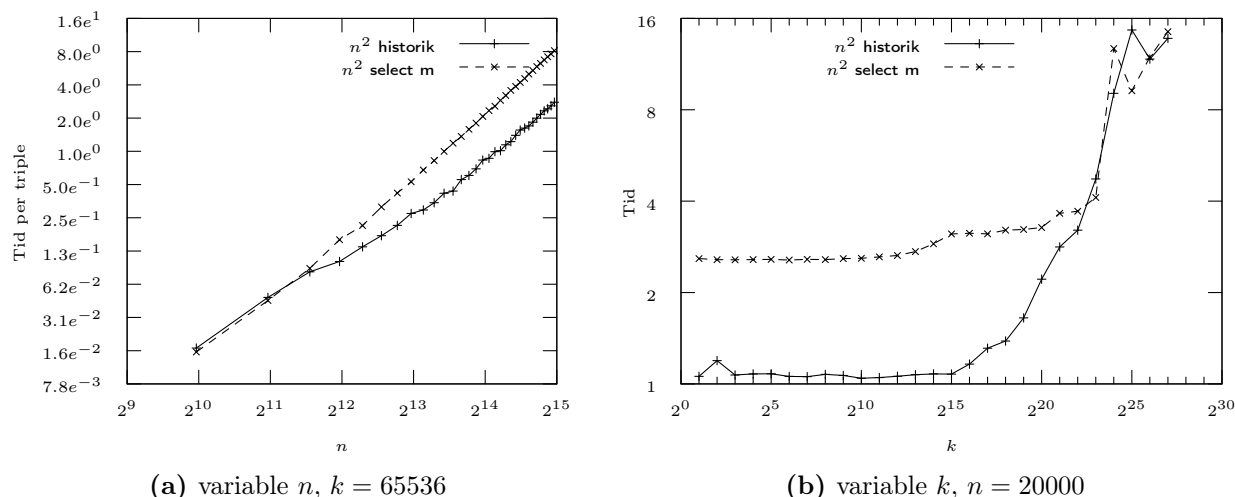 1.6e^1
8.0e^0
4.0e^0
2.0e^0
1.0e^0
5.0e^−1
2.5e^−1
1.3e^−1
6.2e^−2
3.1e^−2
1.6e^−2
7.8e^−3
Tid per triple
n^2 historik
n^2 select m
2^9 2^10 2^11 2^12 2^13 2^14 2^15
n
(a) variable n, k = 65536
16
8
4
2
1
Tid
n^2 historik
n^2 select m
2^0 2^5 2^10 2^15 2^20 2^25 2^30
k
(b) variable k, n = 20000